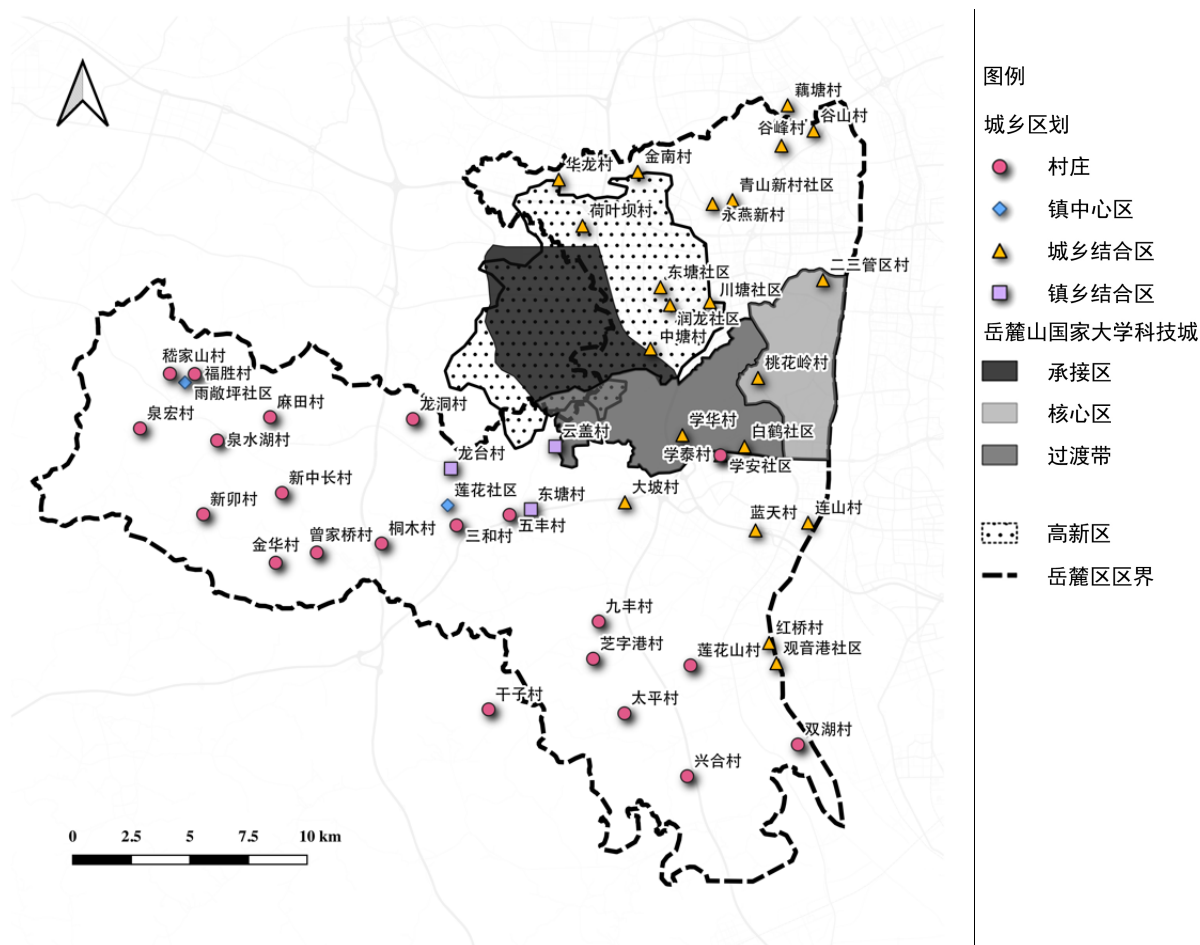 藕塘村
谷山村
谷峰村
金南村
华龙村
青山新村社区
永燕新村
荷叶坝村
二三管区村
东塘社区
川塘社区
润龙社区
中塘村
桃花岭村
嵇家山村
福胜村
雨敞坪社区
麻田村
泉宏村
泉水湖村
龙洞村
云盖村
学华村
白鹤社区
学泰村
学安社区
龙台村
新中长村
莲花社区
东塘村
大坡村
新卯村
三和村
五丰村
蓝天村
连山村
金华村
曾家桥村
桐木村
九丰村
红桥村
芝字港村
莲花山村
观音港社区
干子村
太平村
双湖村
兴合村
0 2.5 5 7.5 10 km
图例
城乡区划
村庄
镇中心区
城乡结合区
镇乡结合区
岳麓山国家大学科技城
承接区
核心区
过渡带
高新区
岳麓区区界